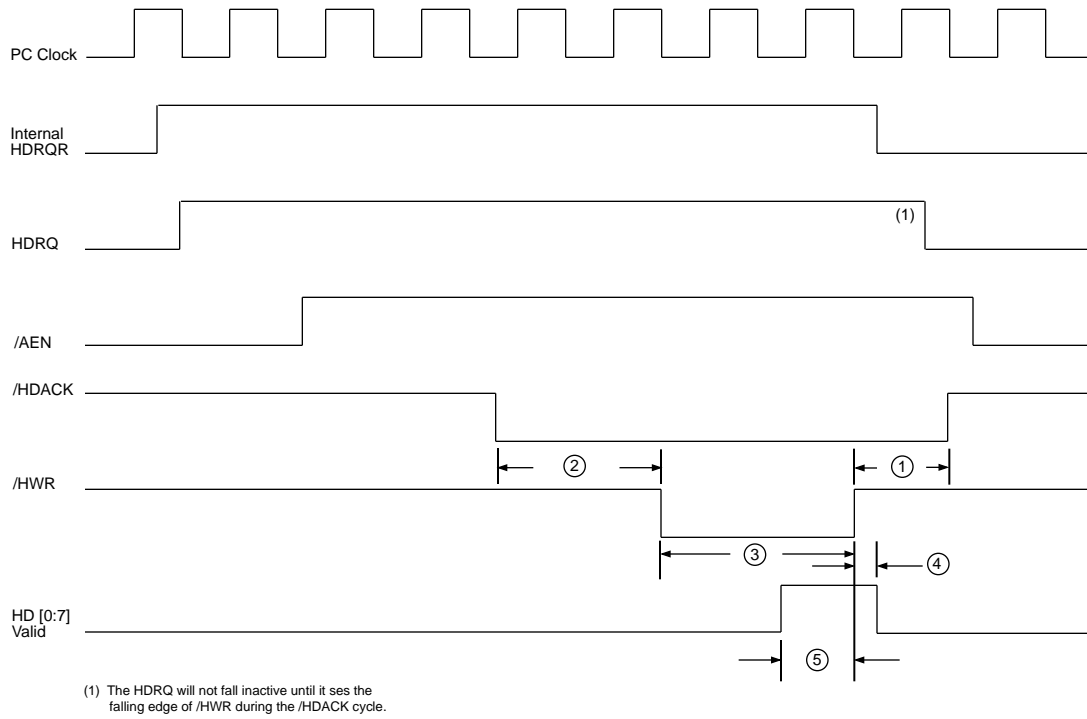 PC Clock
Internal
HDRQR
(1)
HDRQ
/AEN
/HDACK
2
1
/HWR
3
4
HD [0:7]
Valid
5
(1) The HDRQ will not fall inactive until it ses the
falling edge of /HWR during the /HDACK cycle.